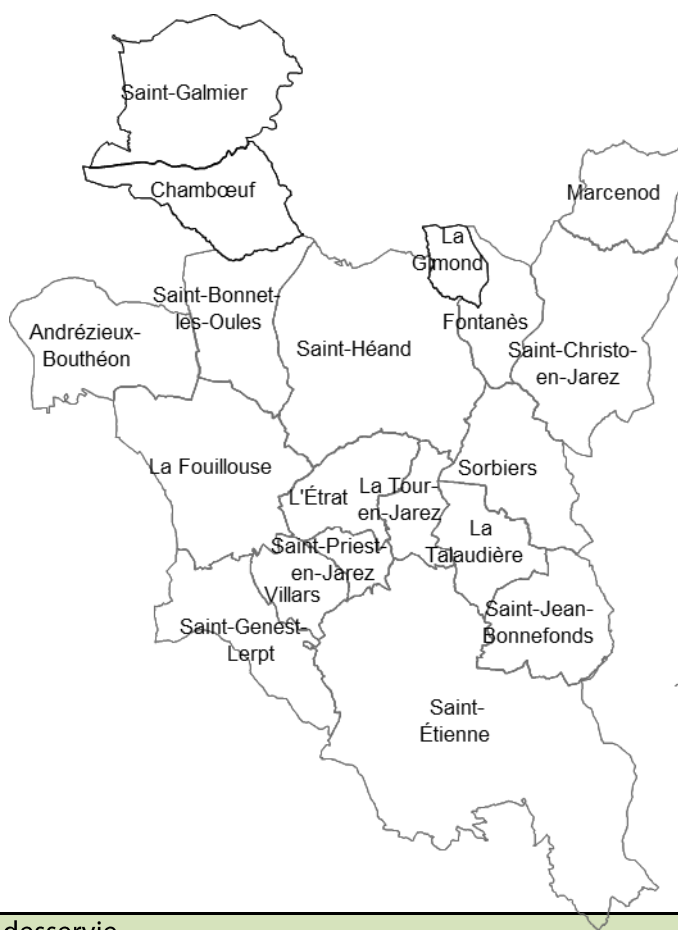 Saint-Galmier
Chambœuf
Marcenod
La
Gimond
Saint-Bonnet-
les-Oules
Fontanès
Andrézieux-
Bouthéon
Saint-Héand
Saint-Christo-
en-Jarez
La Fouillouse
Sorbiers
L'Étrat
La Tour-
en-Jarez
La
Talaudière
Saint-Priest-
en-Jarez
Villars
Saint-Jean-
Bonnefonds
Saint-Genest-
Lerpt
Saint-
Étienne
desservie